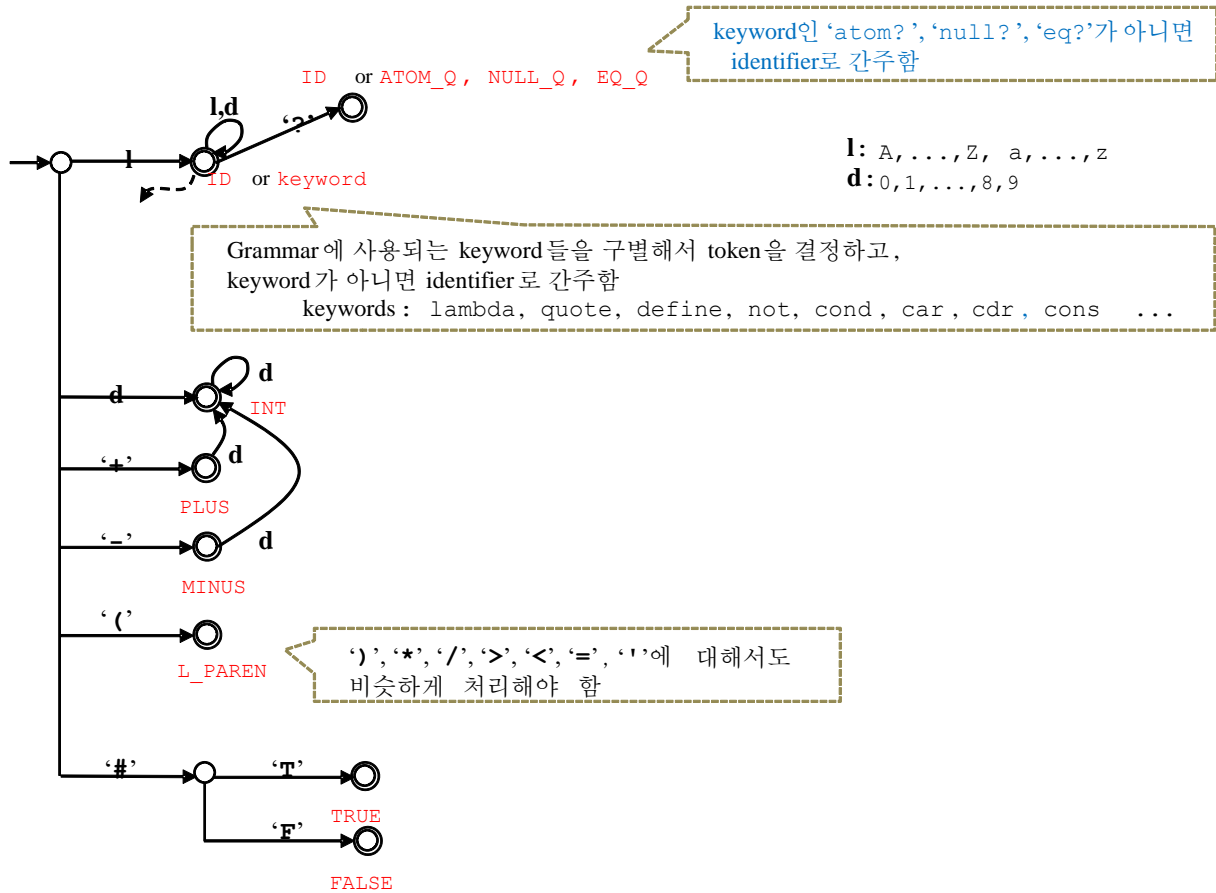 keyword인 ‘atom?’, ‘null?’, ‘eq?’가 아니면
identifier로 간주함
ID or ATOM_Q, NULL_Q, EQ_Q
l,d
‘?’
l
ID or keyword
l: A,...,Z, a,...,z
d: 0,1,...,8,9
Grammar에 사용되는 keyword들을 구별해서 token을 결정하고,
keyword가 아니면 identifier로 간주함
keywords : lambda, quote, define, not, cond, car, cdr, cons ...
d
d
INT
‘+’
d
PLUS
‘-’
d
MINUS
‘(’
L_PAREN
‘)’, ‘*’, ‘/’, ‘>’, ‘<’, ‘=’, ‘'’에 대해서도
비슷하게 처리해야 함
‘#’
‘T’
TRUE
‘F’
FALSE